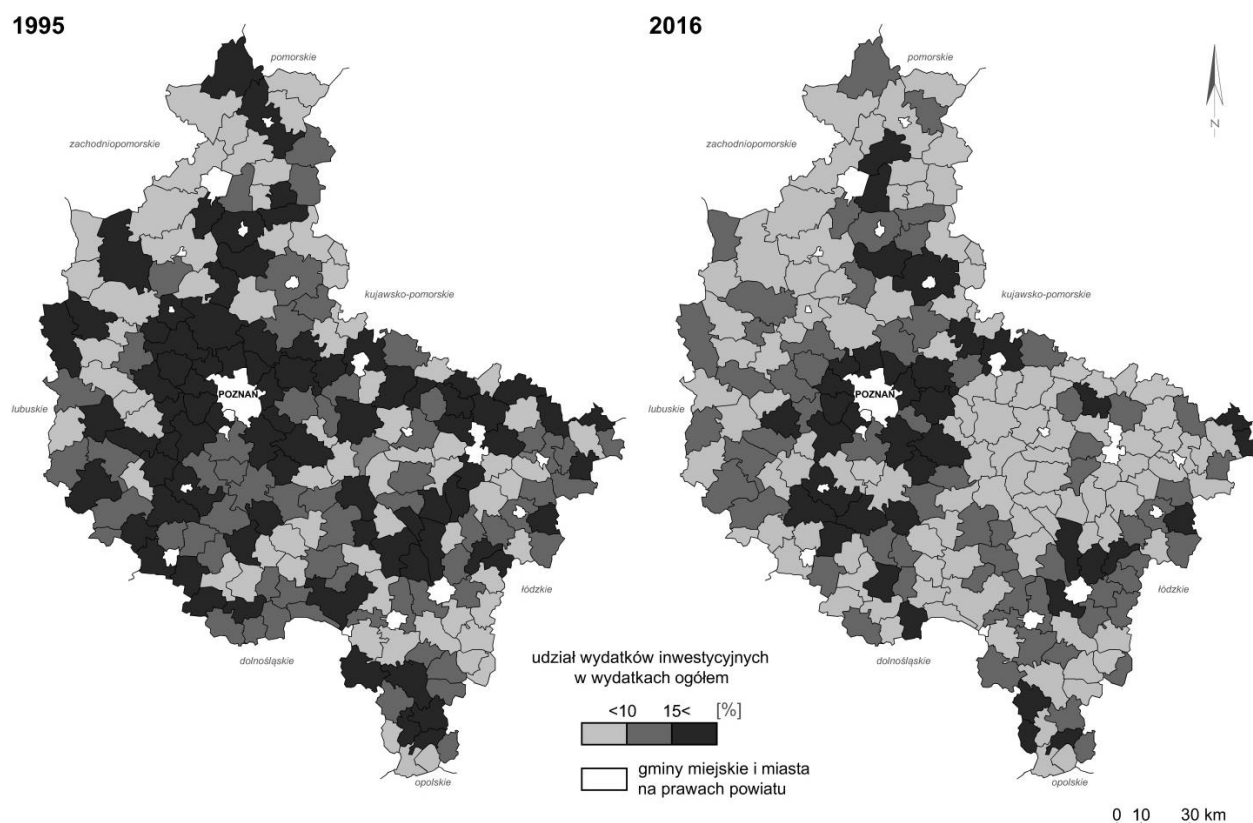 1995
2016
pomorskie
pomorskie
N
zachodniopomorskie
zachodniopomorskie
kujawsko-pomorskie
kujawsko-pomorskie
POZNAŃ
POZNAŃ
lubuskie
lubuskie
łódzkie
łódzkie
dolnośląskie
dolnośląskie
udział wydatków inwestycyjnych
w wydatkach ogółem
<10 15< [%]
gminy miejskie i miasta
na prawach powiatu
opolskie
opolskie
0 10 30 km